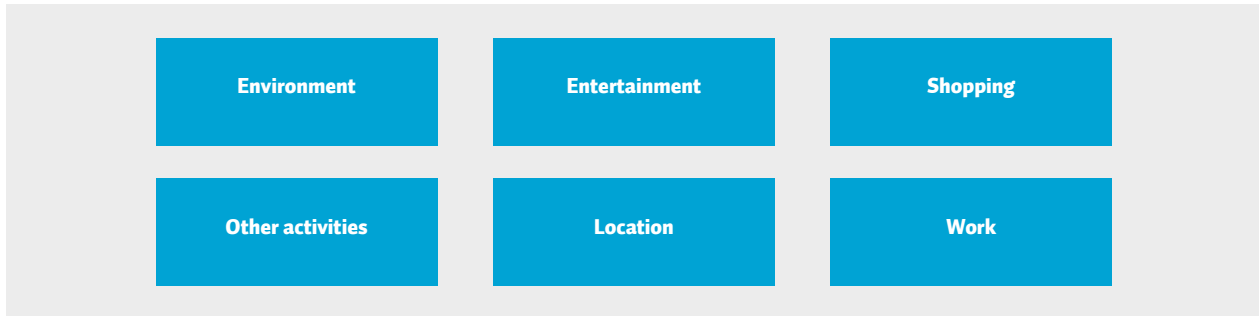 Environment
Entertainment
Shopping
Other activities
Location
Work